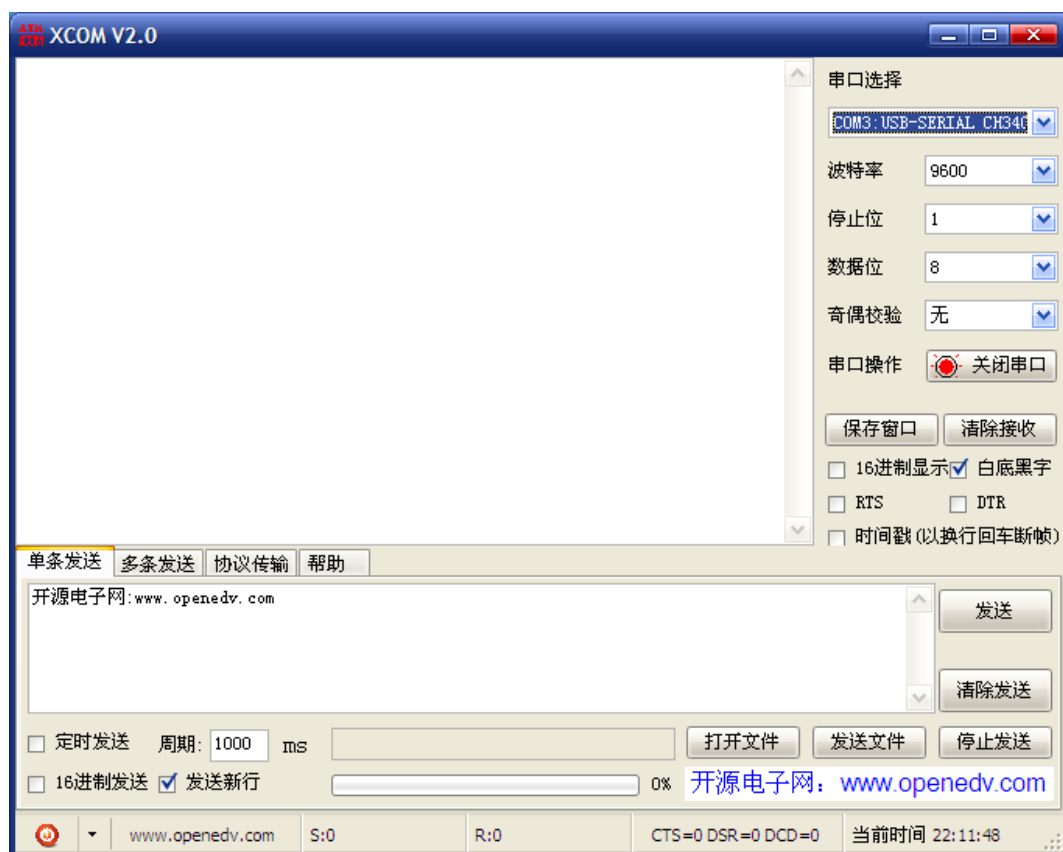 XCOM V2.0
串口选择
COM3:USB-SERIAL CH340
波特率 9600
停止位 1
数据位 8
奇偶校验 无
串口操作 关闭串口
保存窗口 清除接收
16进制显示 白底黑字
RTS DTR
时间戳(以换行回车断帧)
单条发送 多条发送 协议传输 帮助
开源电子网:www.openedv.com
发送
清除发送
定时发送 周期: 1000 ms 打开文件 发送文件 停止发送
16进制发送 发送新行 0% 开源电子网：www.openedv.com
www.openedv.com S:0 R:0 CTS=0 DSR=0 DCD=0 当前时间 22:11:48